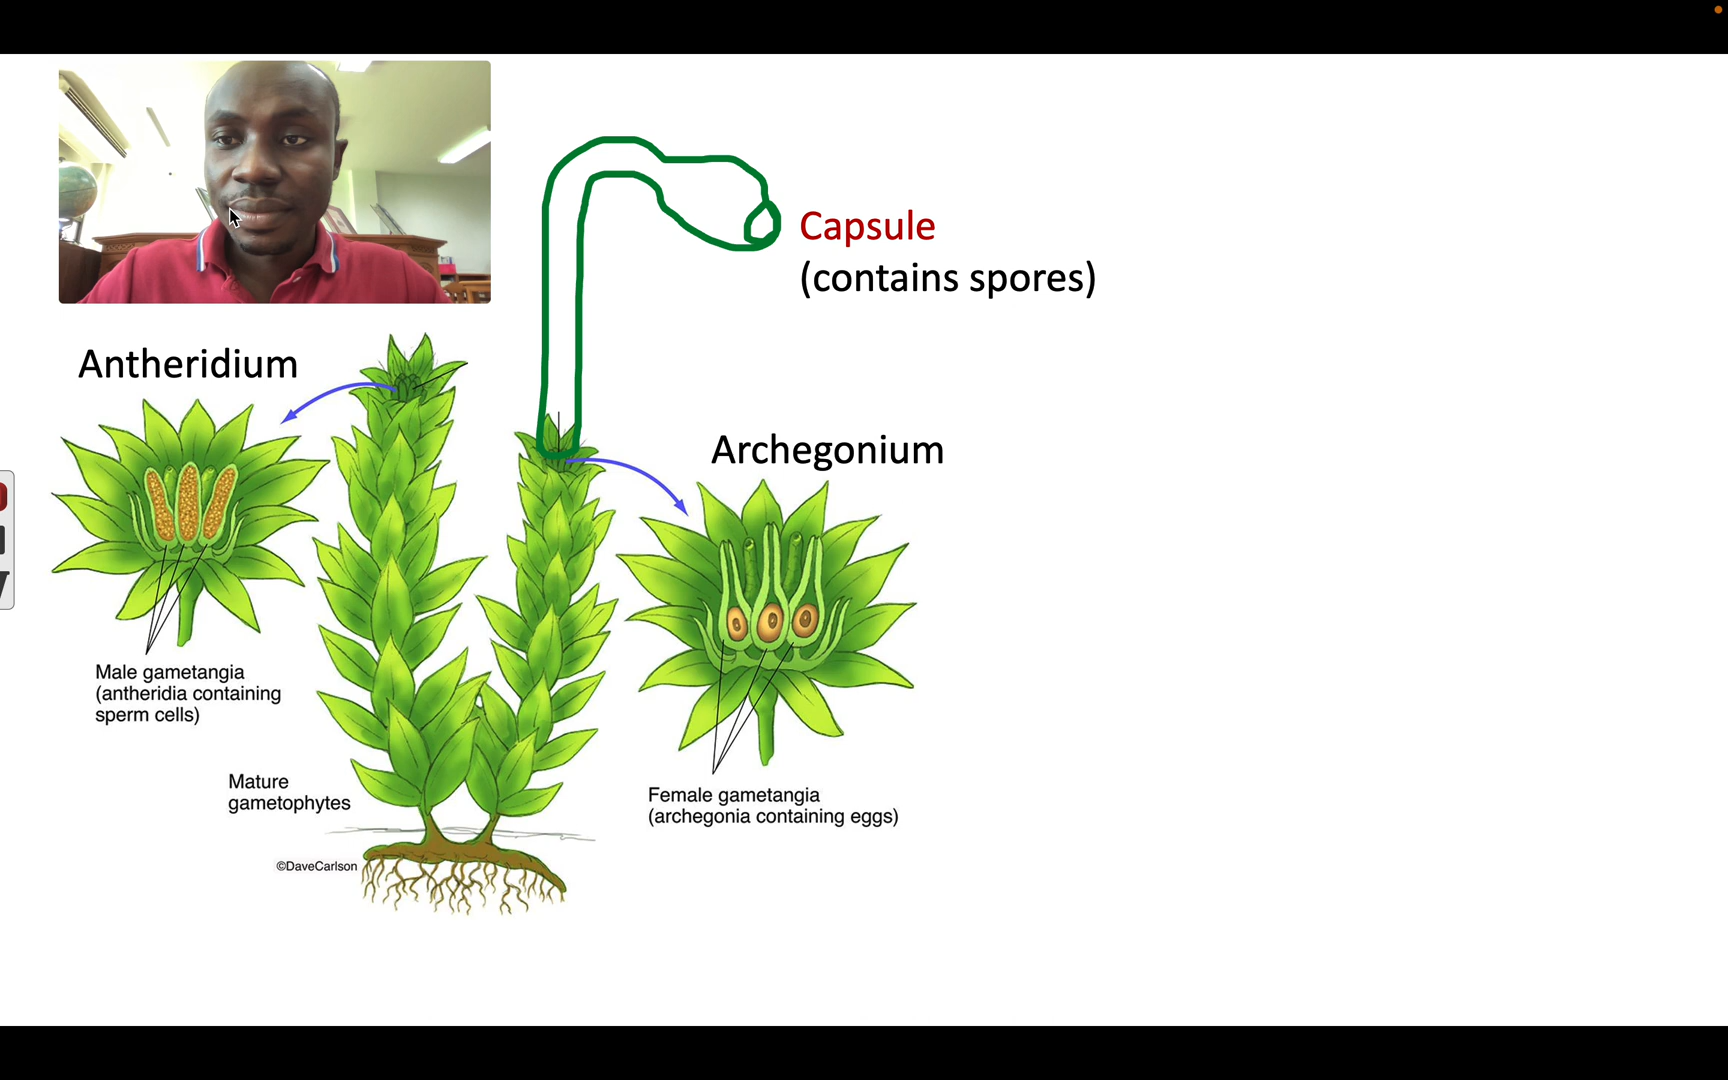 Capsule
(contains spores)
Antheridium
Archegonium
Male gametangia
(antheridia containing
sperm cells)
Mature
gametophytes
Female gametangia
(archegonia containing eggs)
©DaveCarlson